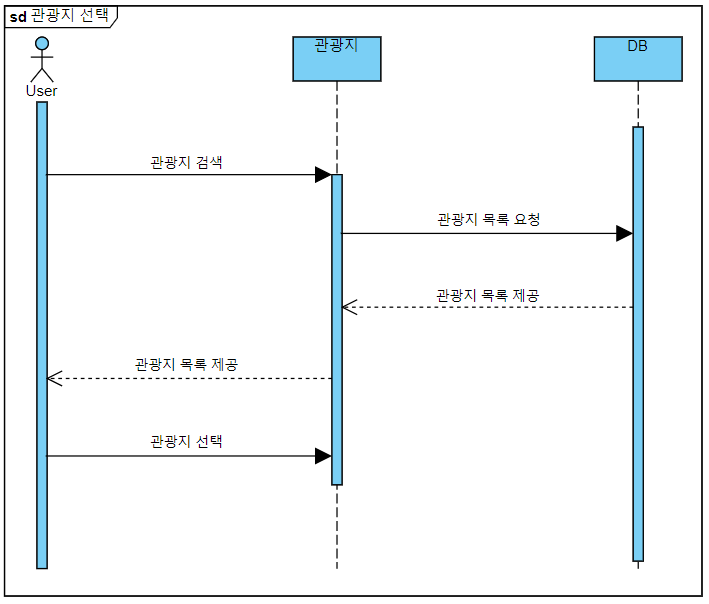 sd 관광지 선택
관광지
DB
User
관광지 검색
관광지 목록 요청
관광지 목록 제공
관광지 목록 제공
관광지 선택